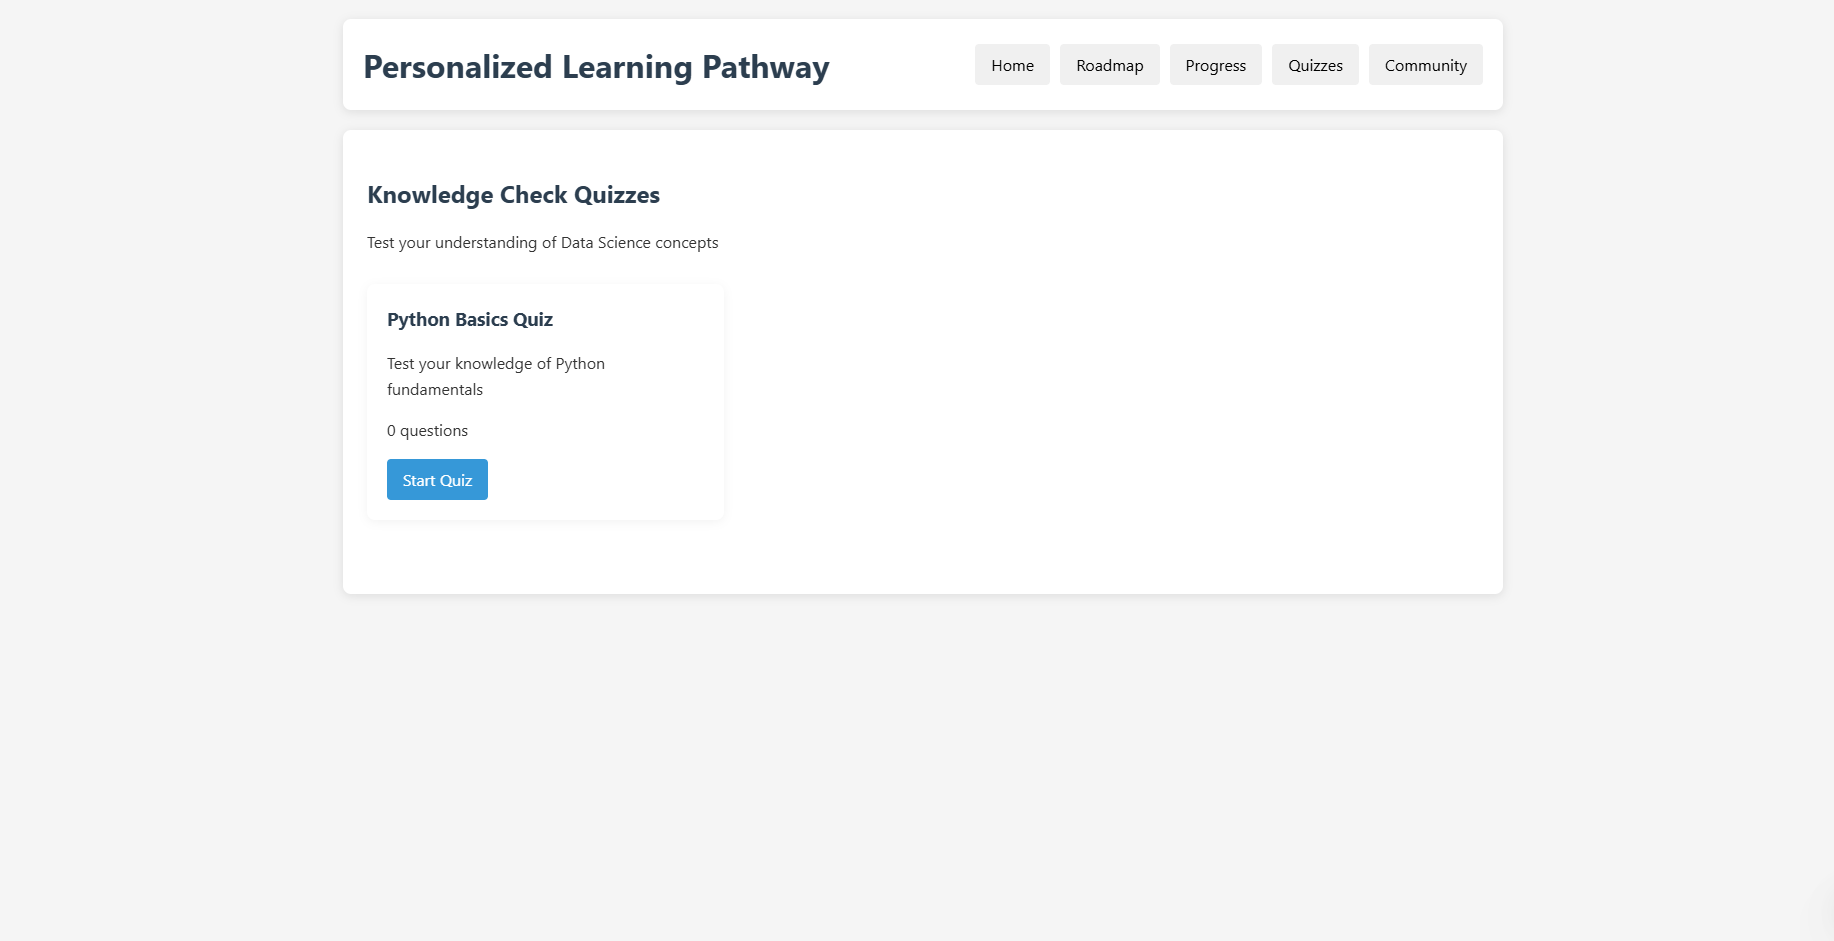 Personalized Learning Pathway
Home
Roadmap
Progress
Quizzes
Community
Knowledge Check Quizzes
Test your understanding of Data Science concepts
Python Basics Quiz
Test your knowledge of Python
fundamentals
0 questions
Start Quiz